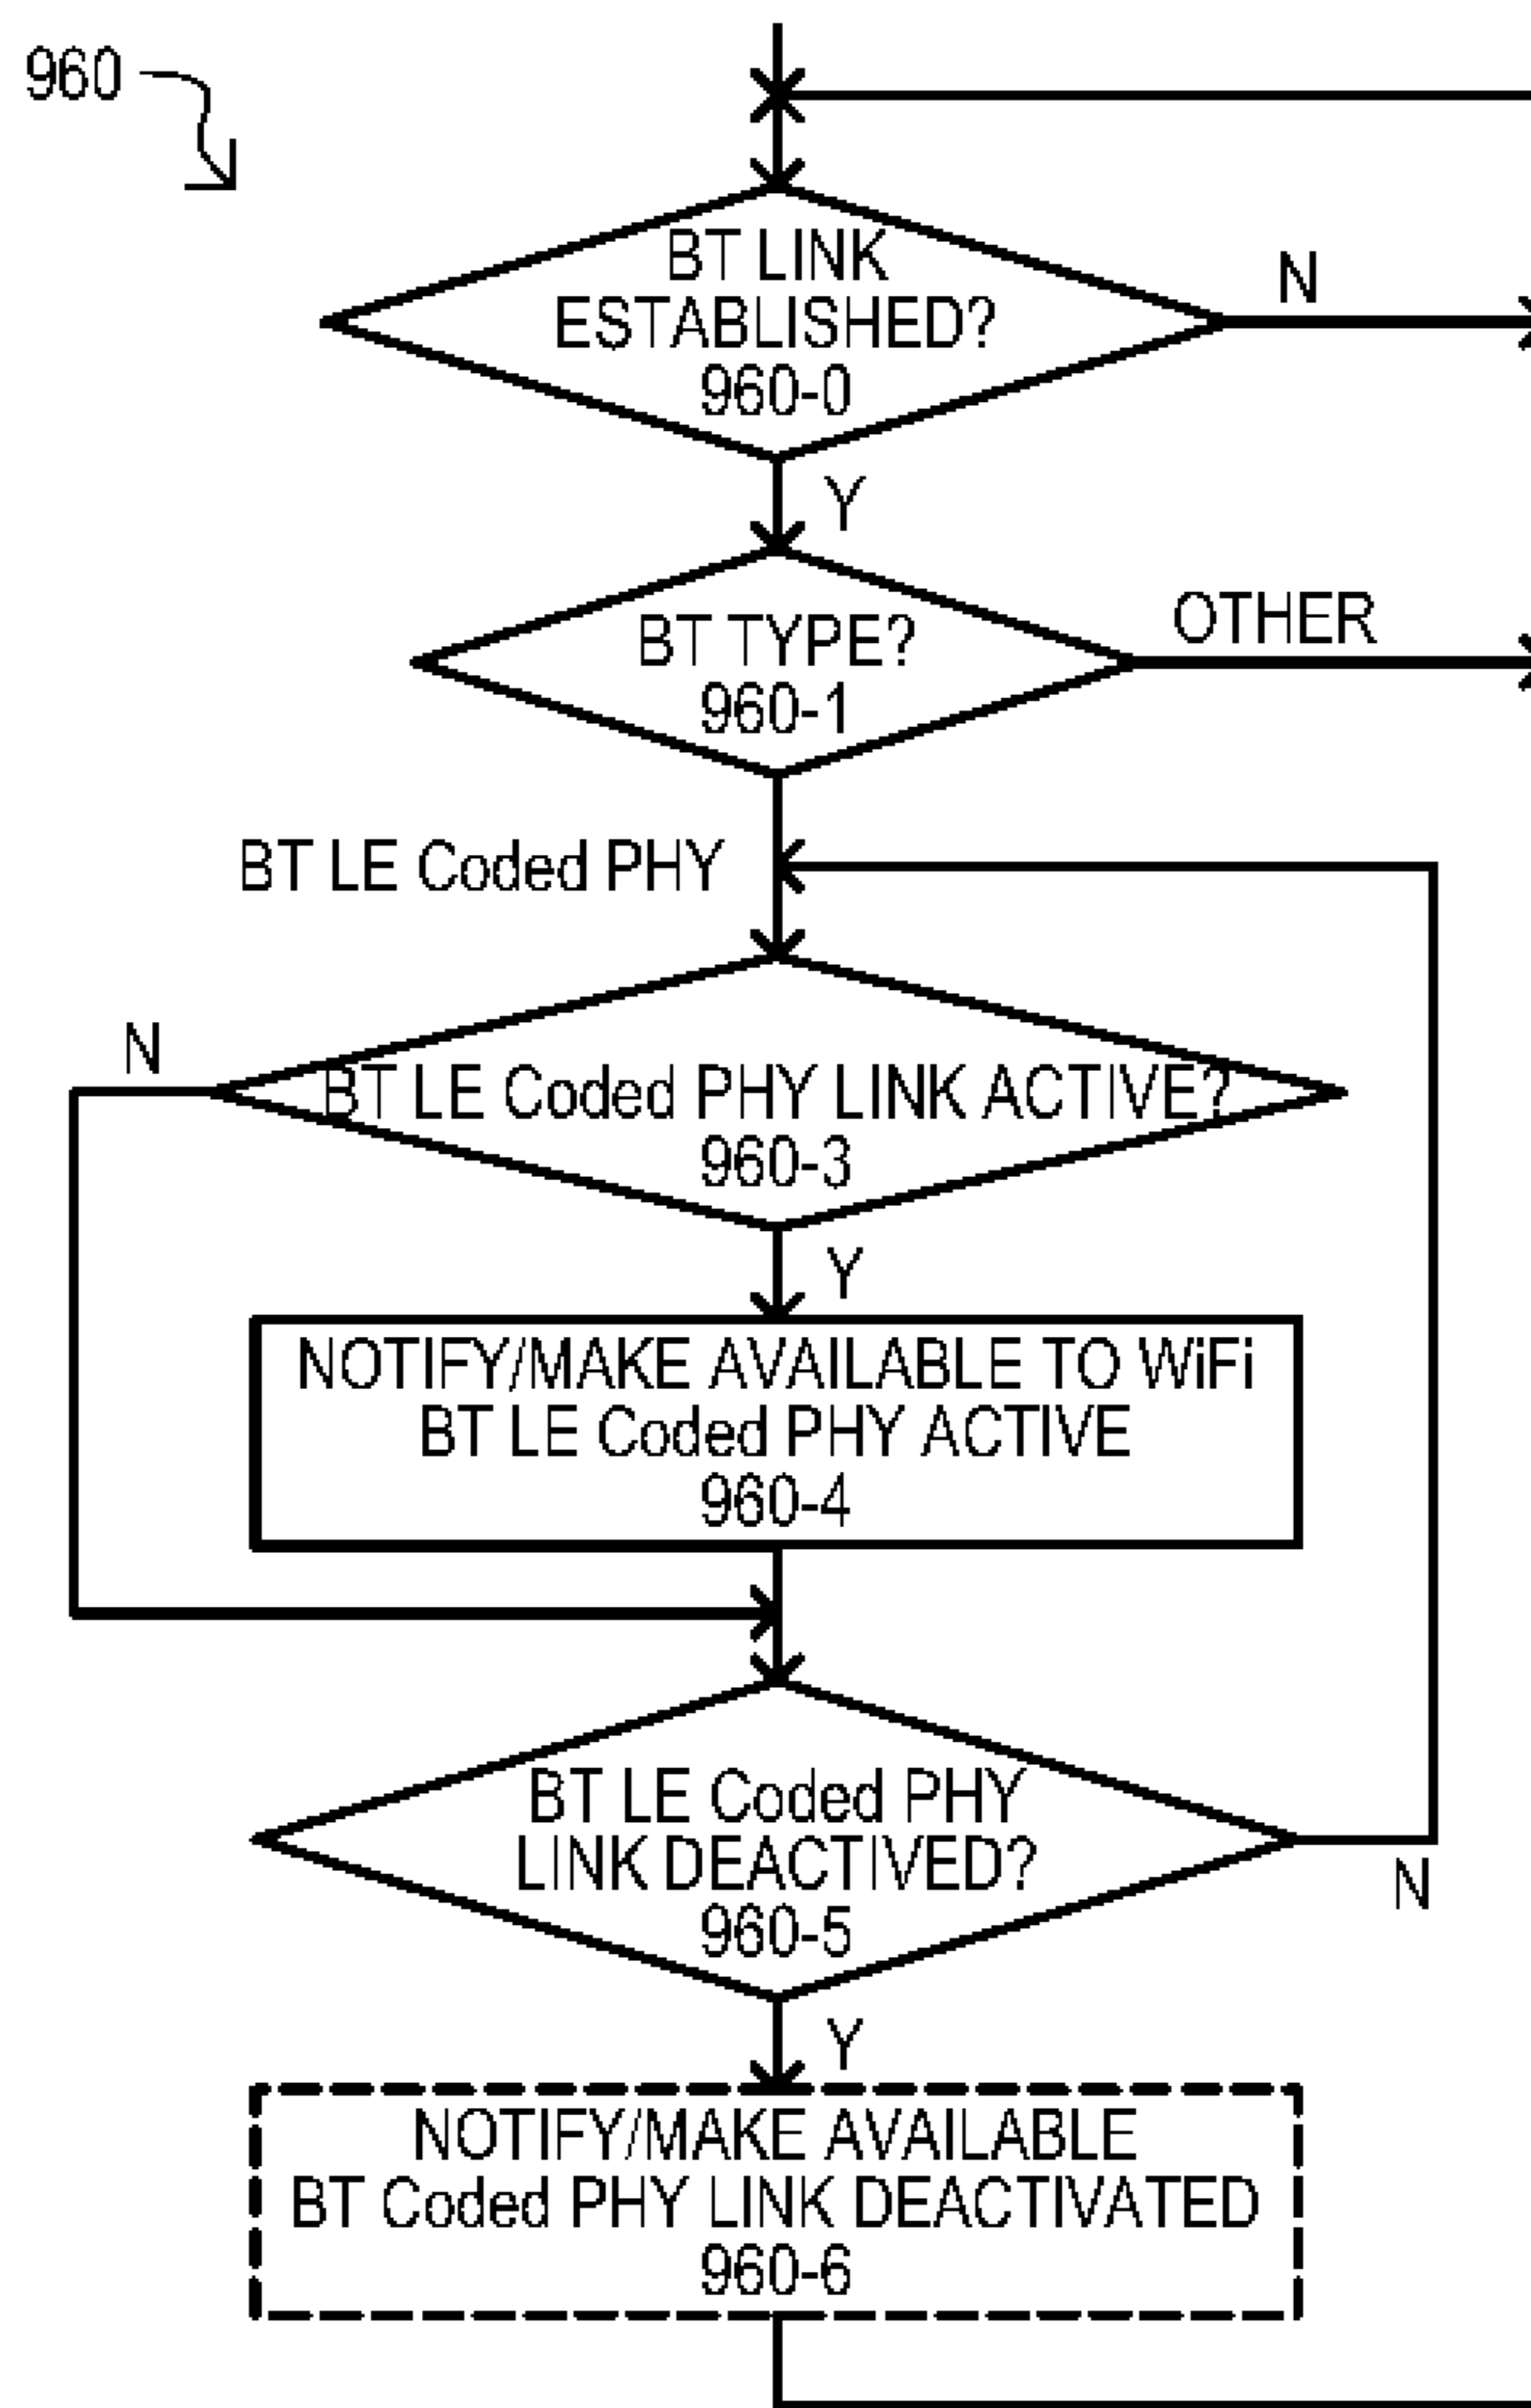 960
BT LINK
ESTABLISHED?
960-0
N
Y
BT TYPE?
960-1
OTHER
BT LE Coded PHY
N
BT LE Coded PHY LINK ACTIVE?
960-3
Y
NOTIFY/MAKE AVAILABLE TO WiFi
BT LE Coded PHY ACTIVE
960-4
BT LE Coded PHY
LINK DEACTIVED?
960-5
N
Y
NOTIFY/MAKE AVAILABLE
BT Coded PHY LINK DEACTIVATED
960-6